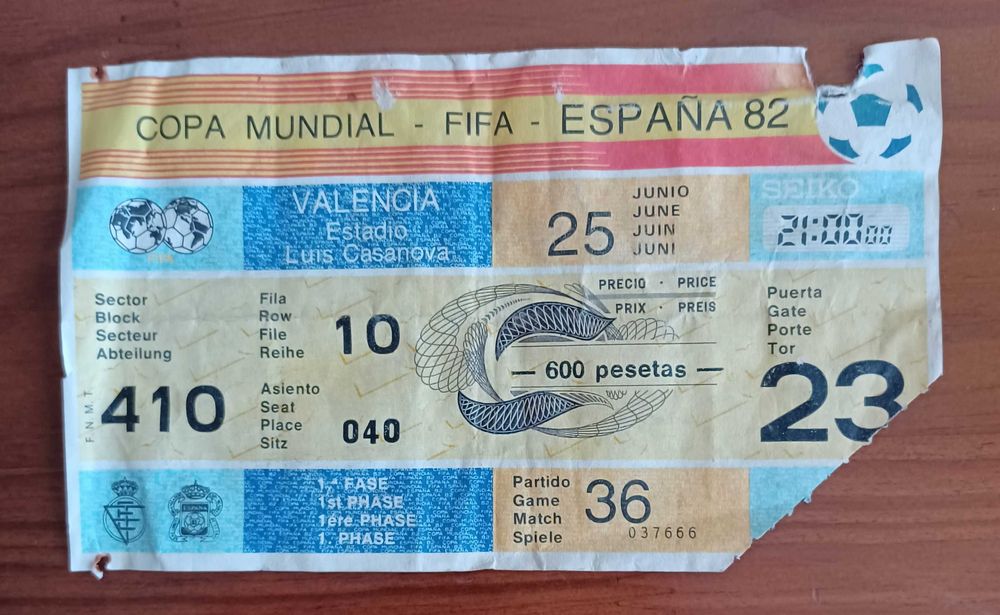 COPA MUNDIAL - FIFA - ESPAÑA 82
FIFA
VALENCIA
Estadio
Luis Casanova
25
JUNIO
JUNE
JUIN
JUNI
SEIKO
21:00 00
Sector
Block
Secteur
Abteilung
410
Fila
Row
File
Reihe
10
Asiento
Seat
Place
Sitz
040
PRECIO · PRICE
PRIX · PREIS
— 600 pesetas —
Puerta
Gate
Porte
Tor
23
F.N.M.T.
ESPAÑA
1.ª FASE
1st PHASE
1ère PHASE
1. PHASE
Partido
Game
Match
Spiele
36
037666